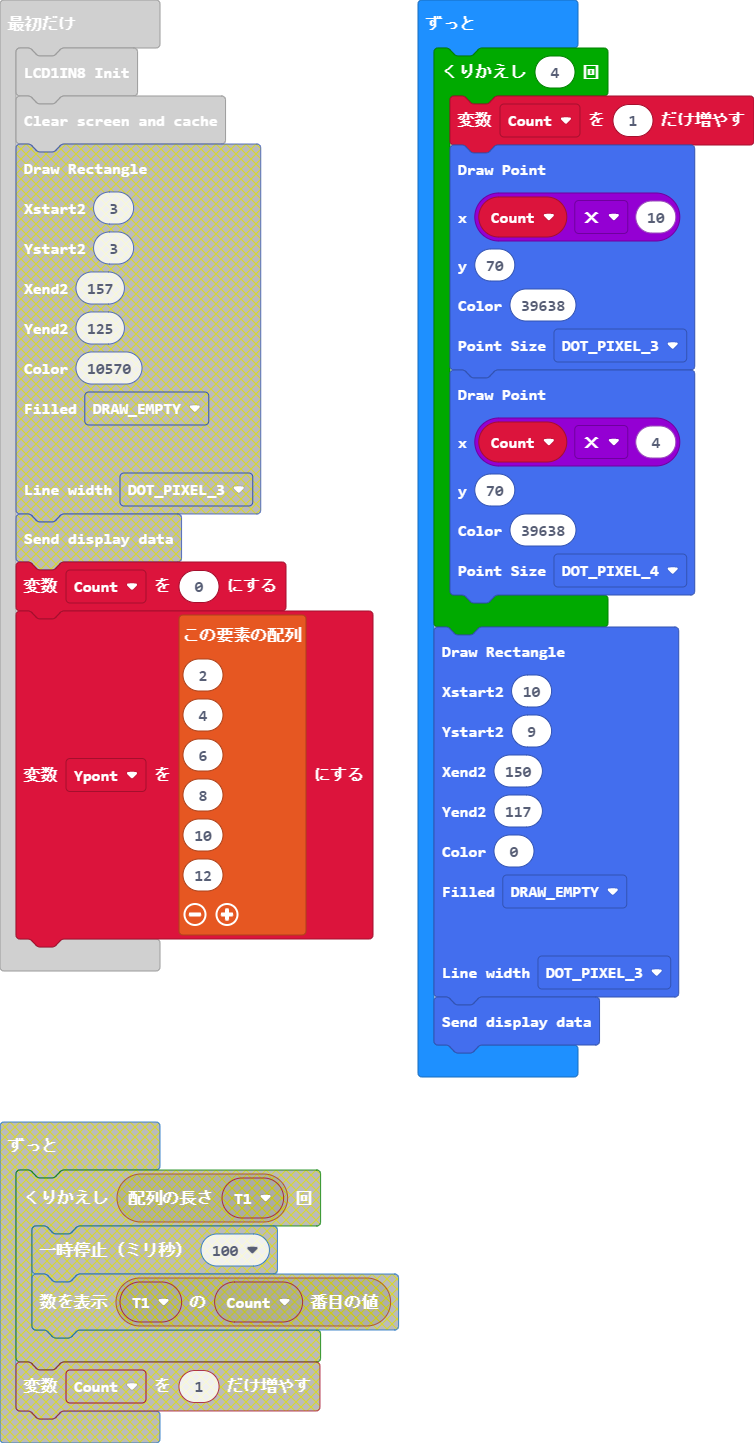 最初だけ
LCD1IN8 Init
Clear screen and cache
Draw Rectangle
Xstart2 3
Ystart2 3
Xend2 157
Yend2 125
Color 10570
Filled DRAW_EMPTY
Line width DOT_PIXEL_3
Send display data
変数 Count を 0 にする
変数 Ypont を この要素の配列 にする
2
4
6
8
10
12
ずっと
くりかえし 4 回
変数 Count を 1 だけ増やす
Draw Point
x Count × 10
y 70
Color 39638
Point Size DOT_PIXEL_3
Draw Point
x Count × 4
y 70
Color 39638
Point Size DOT_PIXEL_4
Draw Rectangle
Xstart2 10
Ystart2 9
Xend2 150
Yend2 117
Color 0
Filled DRAW_EMPTY
Line width DOT_PIXEL_3
Send display data
ずっと
くりかえし 配列の長さ T1 回
一時停止（ミリ秒） 100
数を表示 T1 の Count 番目の値
変数 Count を 1 だけ増やす